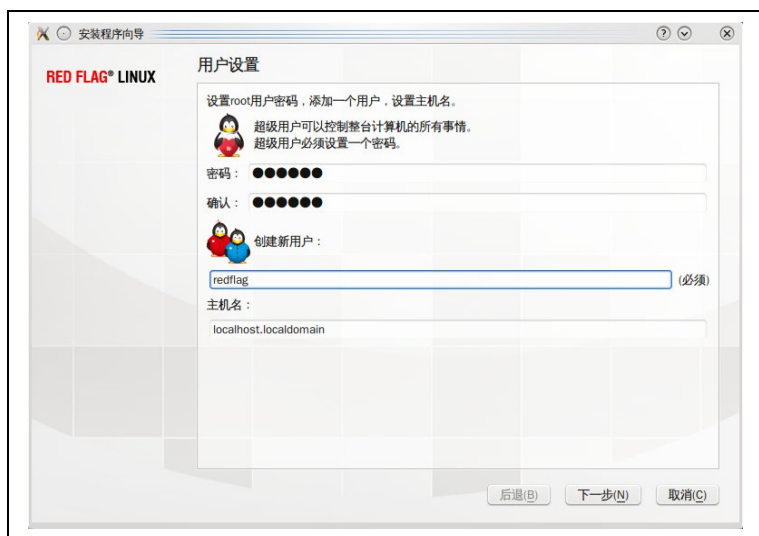 安装程序向导
RED FLAG® LINUX
用户设置
设置root用户密码，添加一个用户，设置主机名。
超级用户可以控制整台计算机的所有事情。
超级用户必须设置一个密码。
密码： ●●●●●●
确认： ●●●●●●
创建新用户：
redflag (必须)
主机名：
localhost.localdomain
后退(B) 下一步(N) 取消(C)